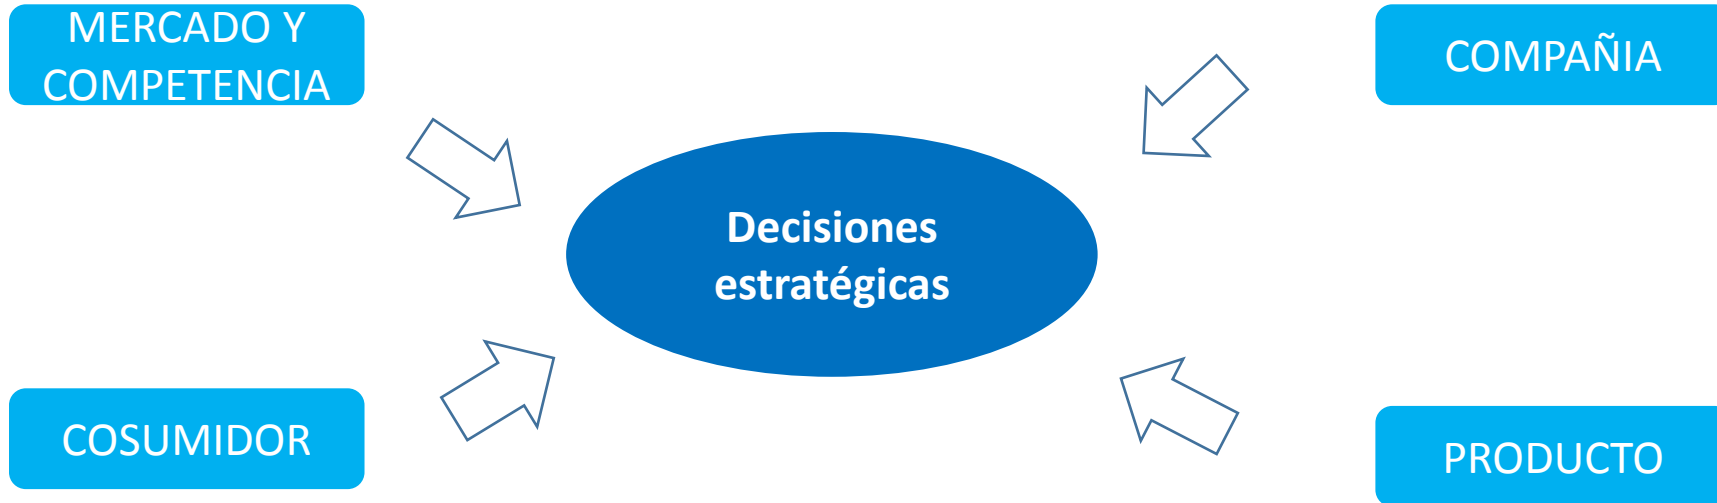 MERCADO Y
COMPETENCIA
COMPAÑIA
Decisiones
estratégicas
COSUMIDOR
PRODUCTO